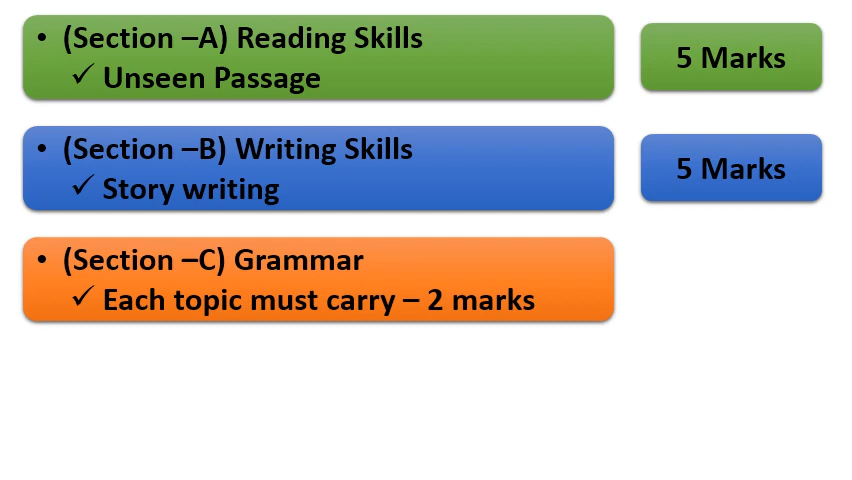 • (Section –A) Reading Skills
✓ Unseen Passage
5 Marks
• (Section –B) Writing Skills
✓ Story writing
5 Marks
• (Section –C) Grammar
✓ Each topic must carry – 2 marks